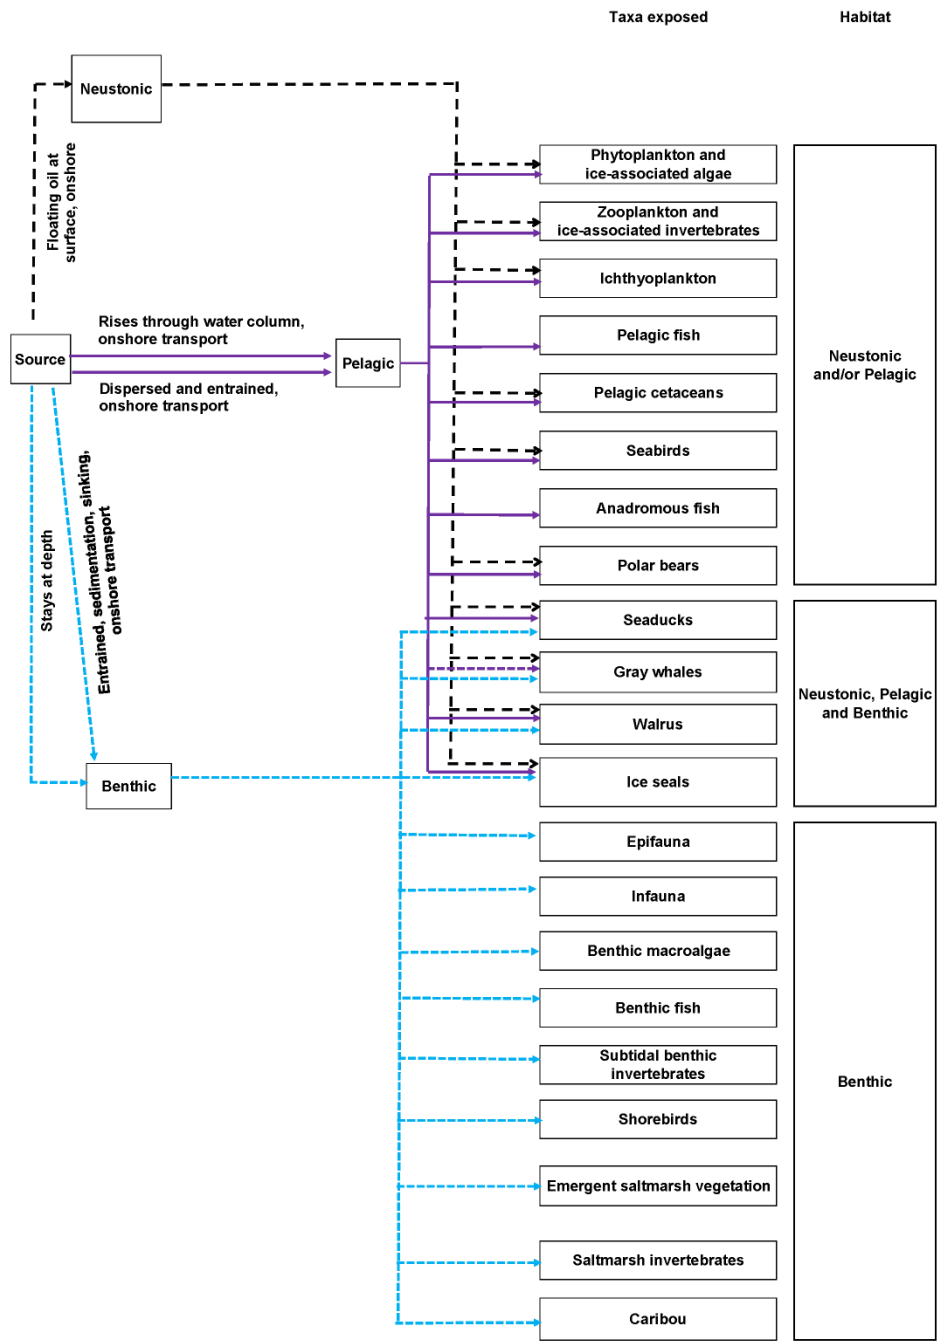 Taxa exposed
Habitat
Neustonic
Floating oil at
surface, onshore
Phytoplankton and
ice-associated algae
Zooplankton and
ice-associated invertebrates
Ichthyoplankton
Rises through water column,
onshore transport
Source
Pelagic
Dispersed and entrained,
onshore transport
Pelagic fish
Neustonic
and/or Pelagic
Pelagic cetaceans
Seabirds
Anadromous fish
Polar bears
Stays at depth
Entrained, sedimentation, sinking,
onshore transport
Seaducks
Gray whales
Neustonic, Pelagic
and Benthic
Walrus
Benthic
Ice seals
Epifauna
Infauna
Benthic macroalgae
Benthic fish
Subtidal benthic
invertebrates
Benthic
Shorebirds
Emergent saltmarsh vegetation
Saltmarsh invertebrates
Caribou